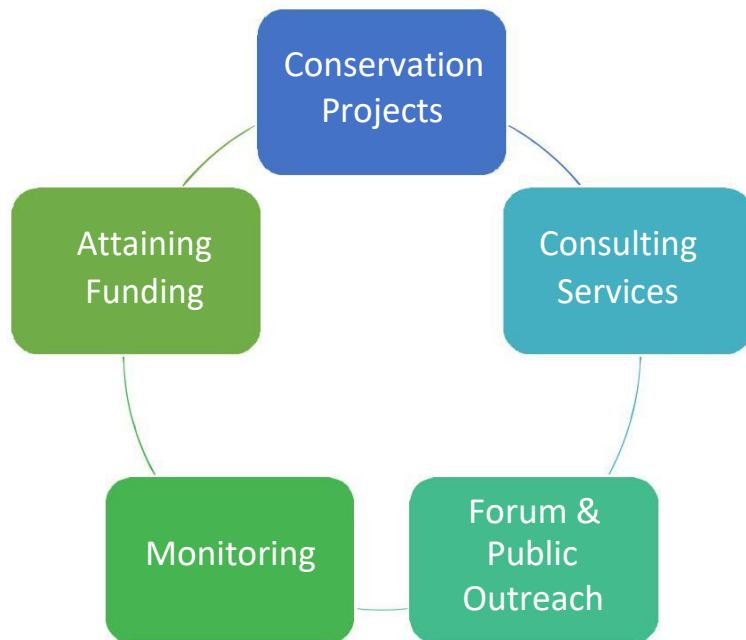 Conservation
Projects
Consulting
Services
Forum &
Public
Outreach
Monitoring
Attaining
Funding